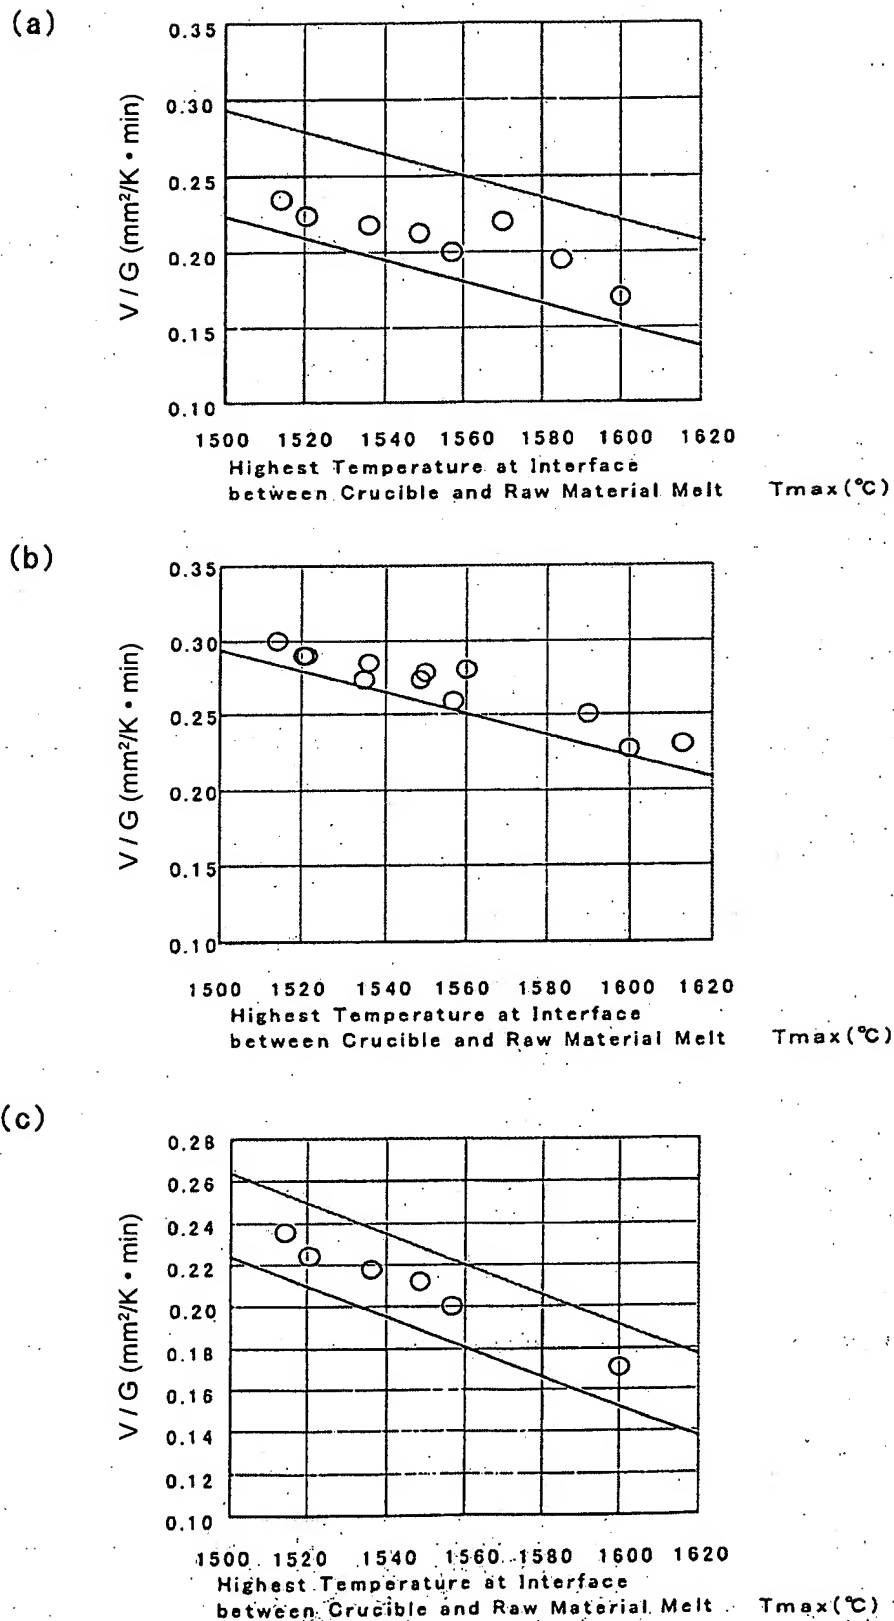 (a)
0.35
0.30
0.25
0.20
0.15
0.10
V / G (mm²/K • min)
1500 1520 1540 1560 1580 1600 1620
Highest Temperature at Interface
between Crucible and Raw Material Melt Tmax(°C)
(b)
0.35
0.30
0.25
0.20
0.15
0.10
V / G (mm²/K • min)
1500 1520 1540 1560 1580 1600 1620
Highest Temperature at Interface
between Crucible and Raw Material Melt Tmax(°C)
(c)
0.28
0.26
0.24
0.22
0.20
0.18
0.16
0.14
0.12
0.10
V / G (mm²/K • min)
1500 1520 1540 1560 1580 1600 1620
Highest Temperature at Interface
between Crucible and Raw Material Melt Tmax(°C)